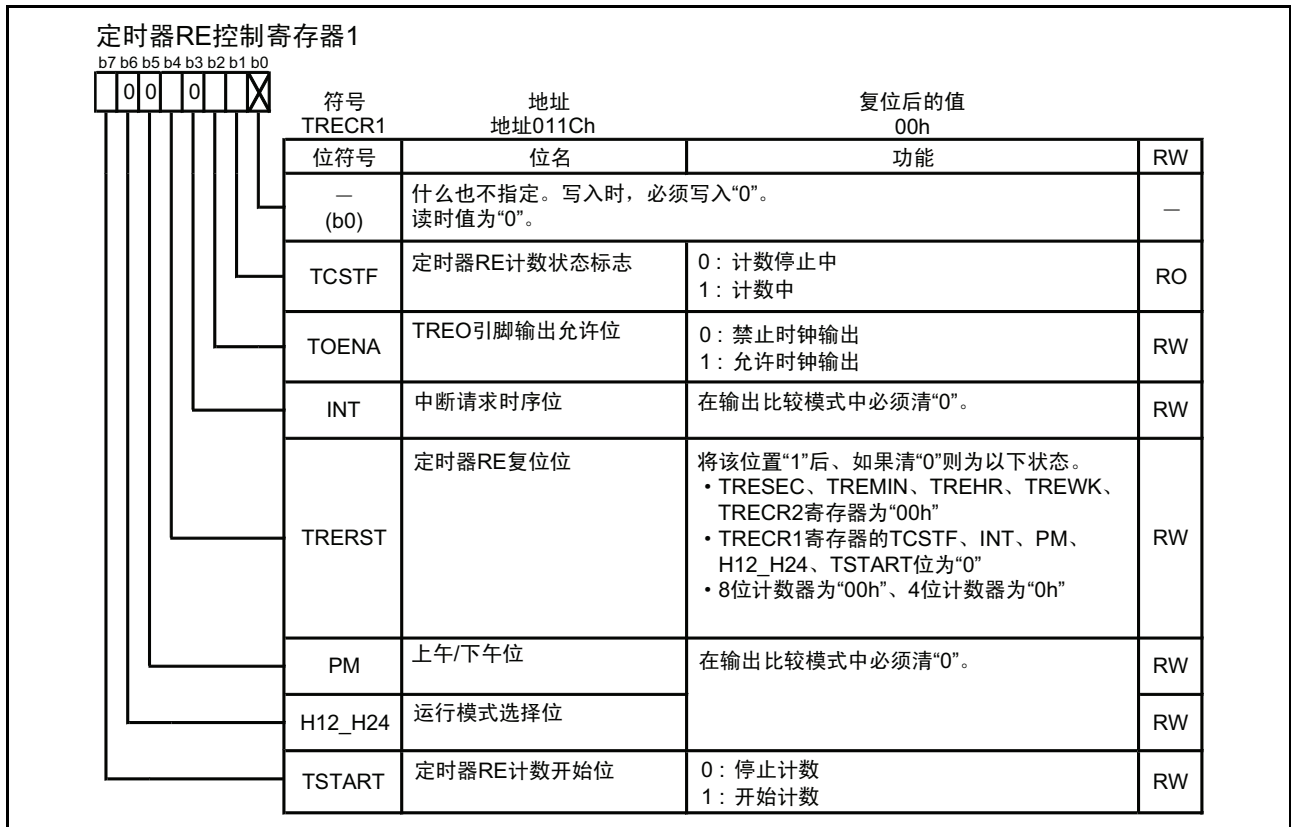 定时器RE控制寄存器1
b7 b6 b5 b4 b3 b2 b1 b0
0 0 0
符号 地址 复位后的值
TRECR1 地址011Ch 00h
位符号 位名 功能 RW
—
(b0)
什么也不指定。写入时，必须写入“0”。
读时值为“0”。
—
TCSTF
定时器RE计数状态标志
0：计数停止中
1：计数中
RO
TOENA
TREO引脚输出允许位
0：禁止时钟输出
1：允许时钟输出
RW
INT
中断请求时序位
在输出比较模式中必须清“0”。
RW
TRERST
定时器RE复位位
将该位置“1”后、如果清“0”则为以下状态。
・TRESEC、TREMIN、TREHR、TREWK、
TRECR2寄存器为“00h”
・TRECR1寄存器的TCSTF、INT、PM、
H12_H24、TSTART位为“0”
・8位计数器为“00h”、4位计数器为“0h”
RW
PM
上午/下午位
在输出比较模式中必须清“0”。
RW
H12_H24
运行模式选择位
RW
TSTART
定时器RE计数开始位
0：停止计数
1：开始计数
RW